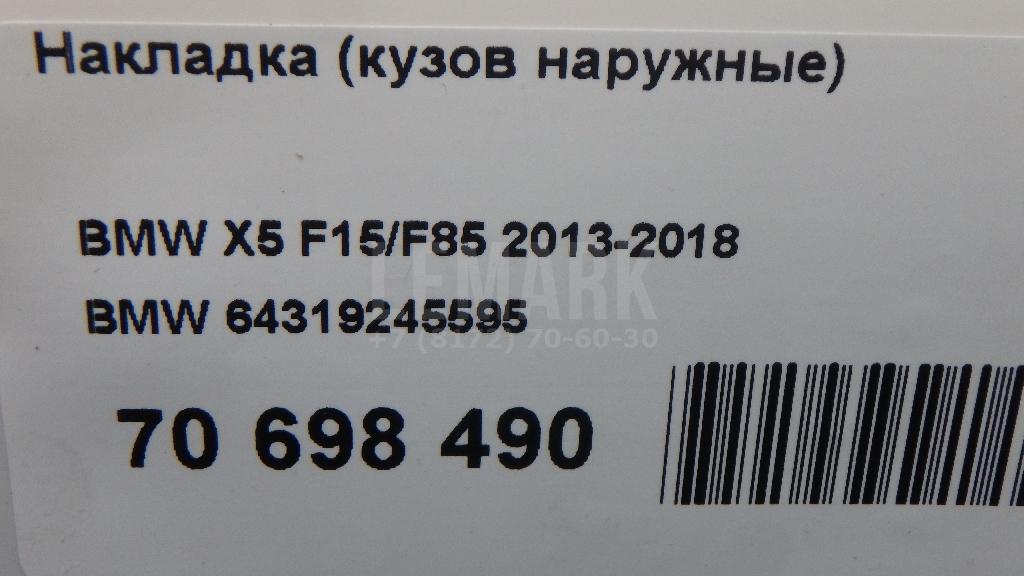 Накладка (кузов наружные)
BMW X5 F15/F85 2013-2018
LEMARK
BMW 64319245595
+7 (8172) 70-60-30
70 698 490